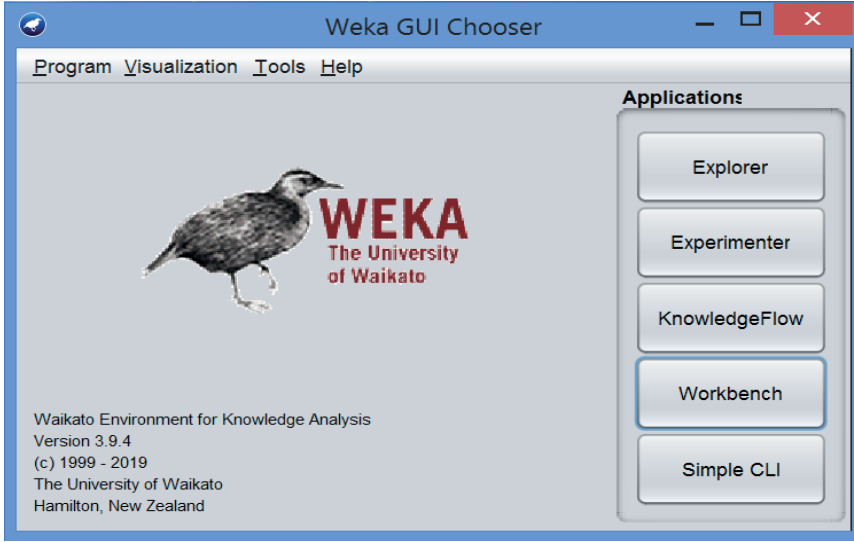 Weka GUI Chooser
Program Visualization Tools Help
Applications
Explorer
Experimenter
KnowledgeFlow
Workbench
Simple CLI
WEKA
The University
of Waikato
Waikato Environment for Knowledge Analysis
Version 3.9.4
(c) 1999 - 2019
The University of Waikato
Hamilton, New Zealand